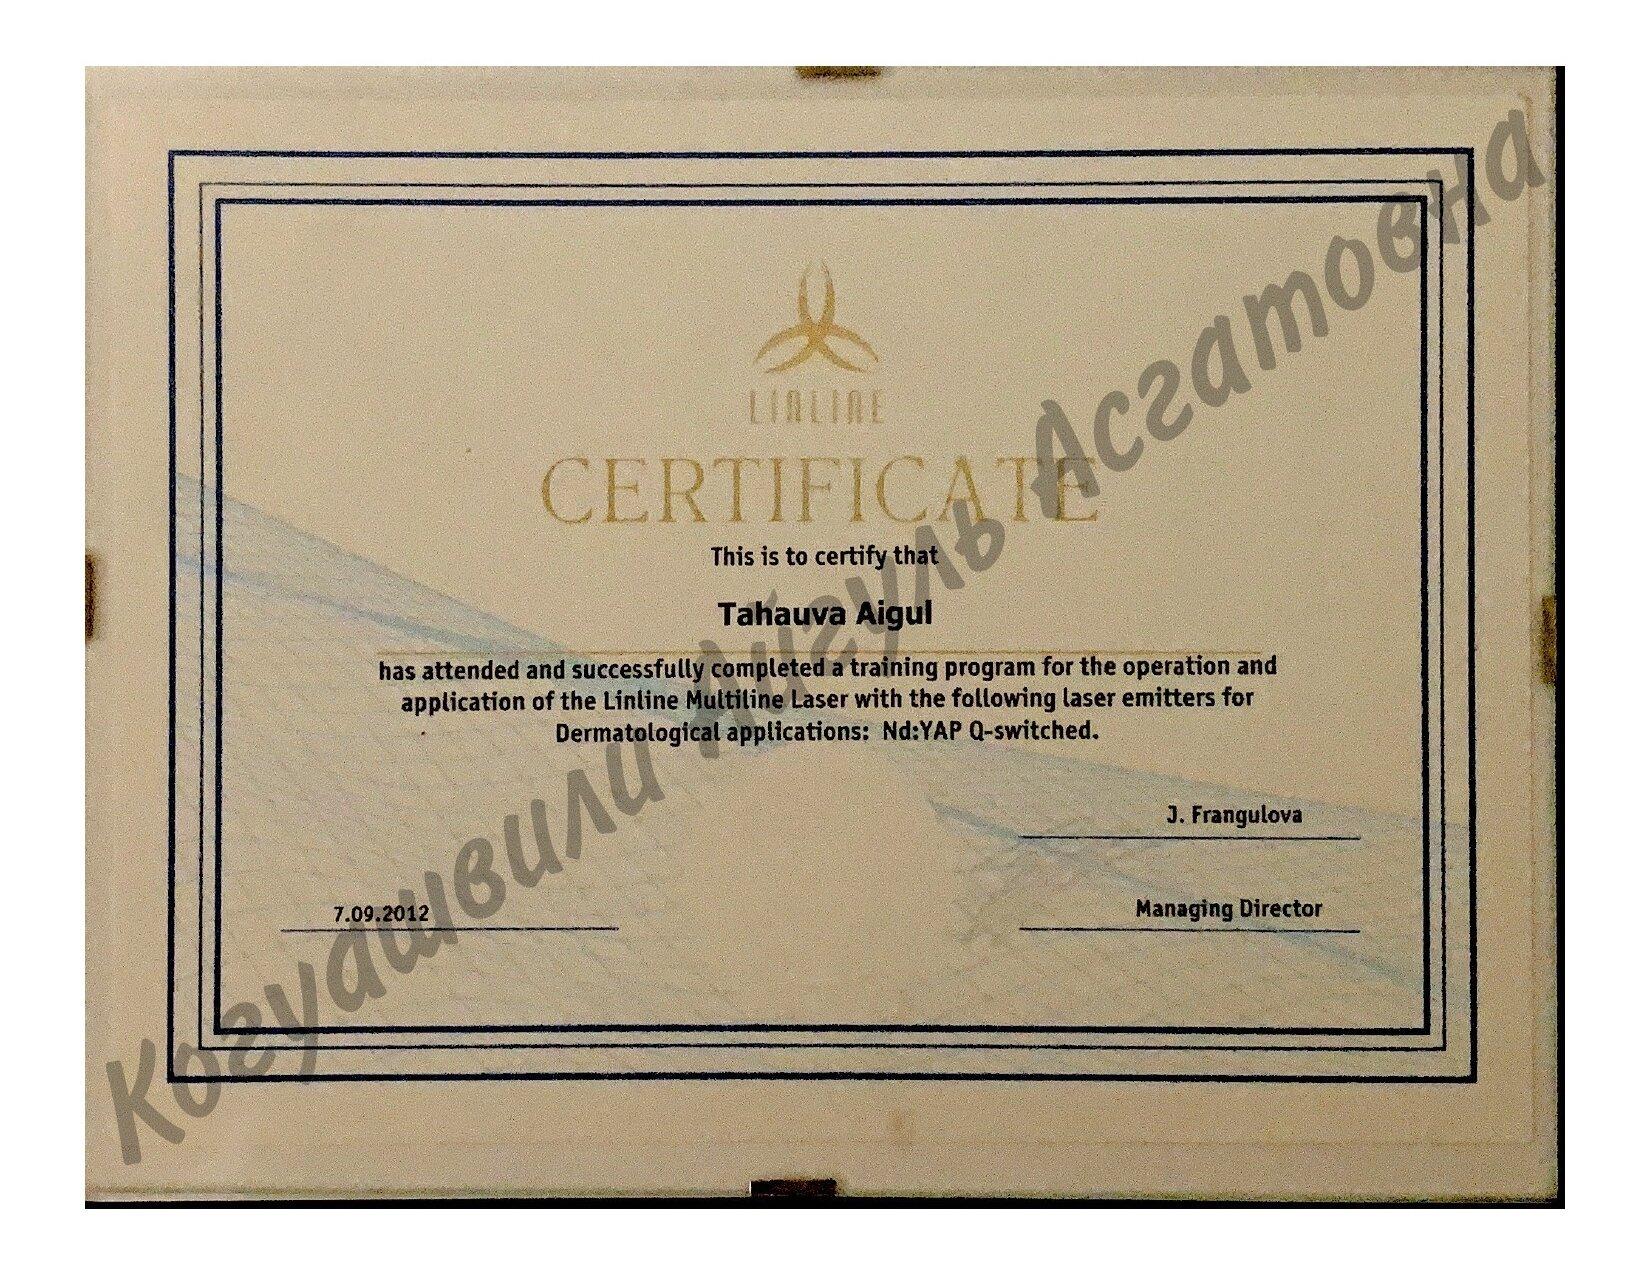 LINLINE
CERTIFICATE
This is to certify that
Tahauva Aigul
has attended and successfully completed a training program for the operation and
application of the Linline Multiline Laser with the following laser emitters for
Dermatological applications: Nd:YAP Q-switched.
J. Frangulova
7.09.2012
Managing Director
Когуашвили Айгуль Асгатовна